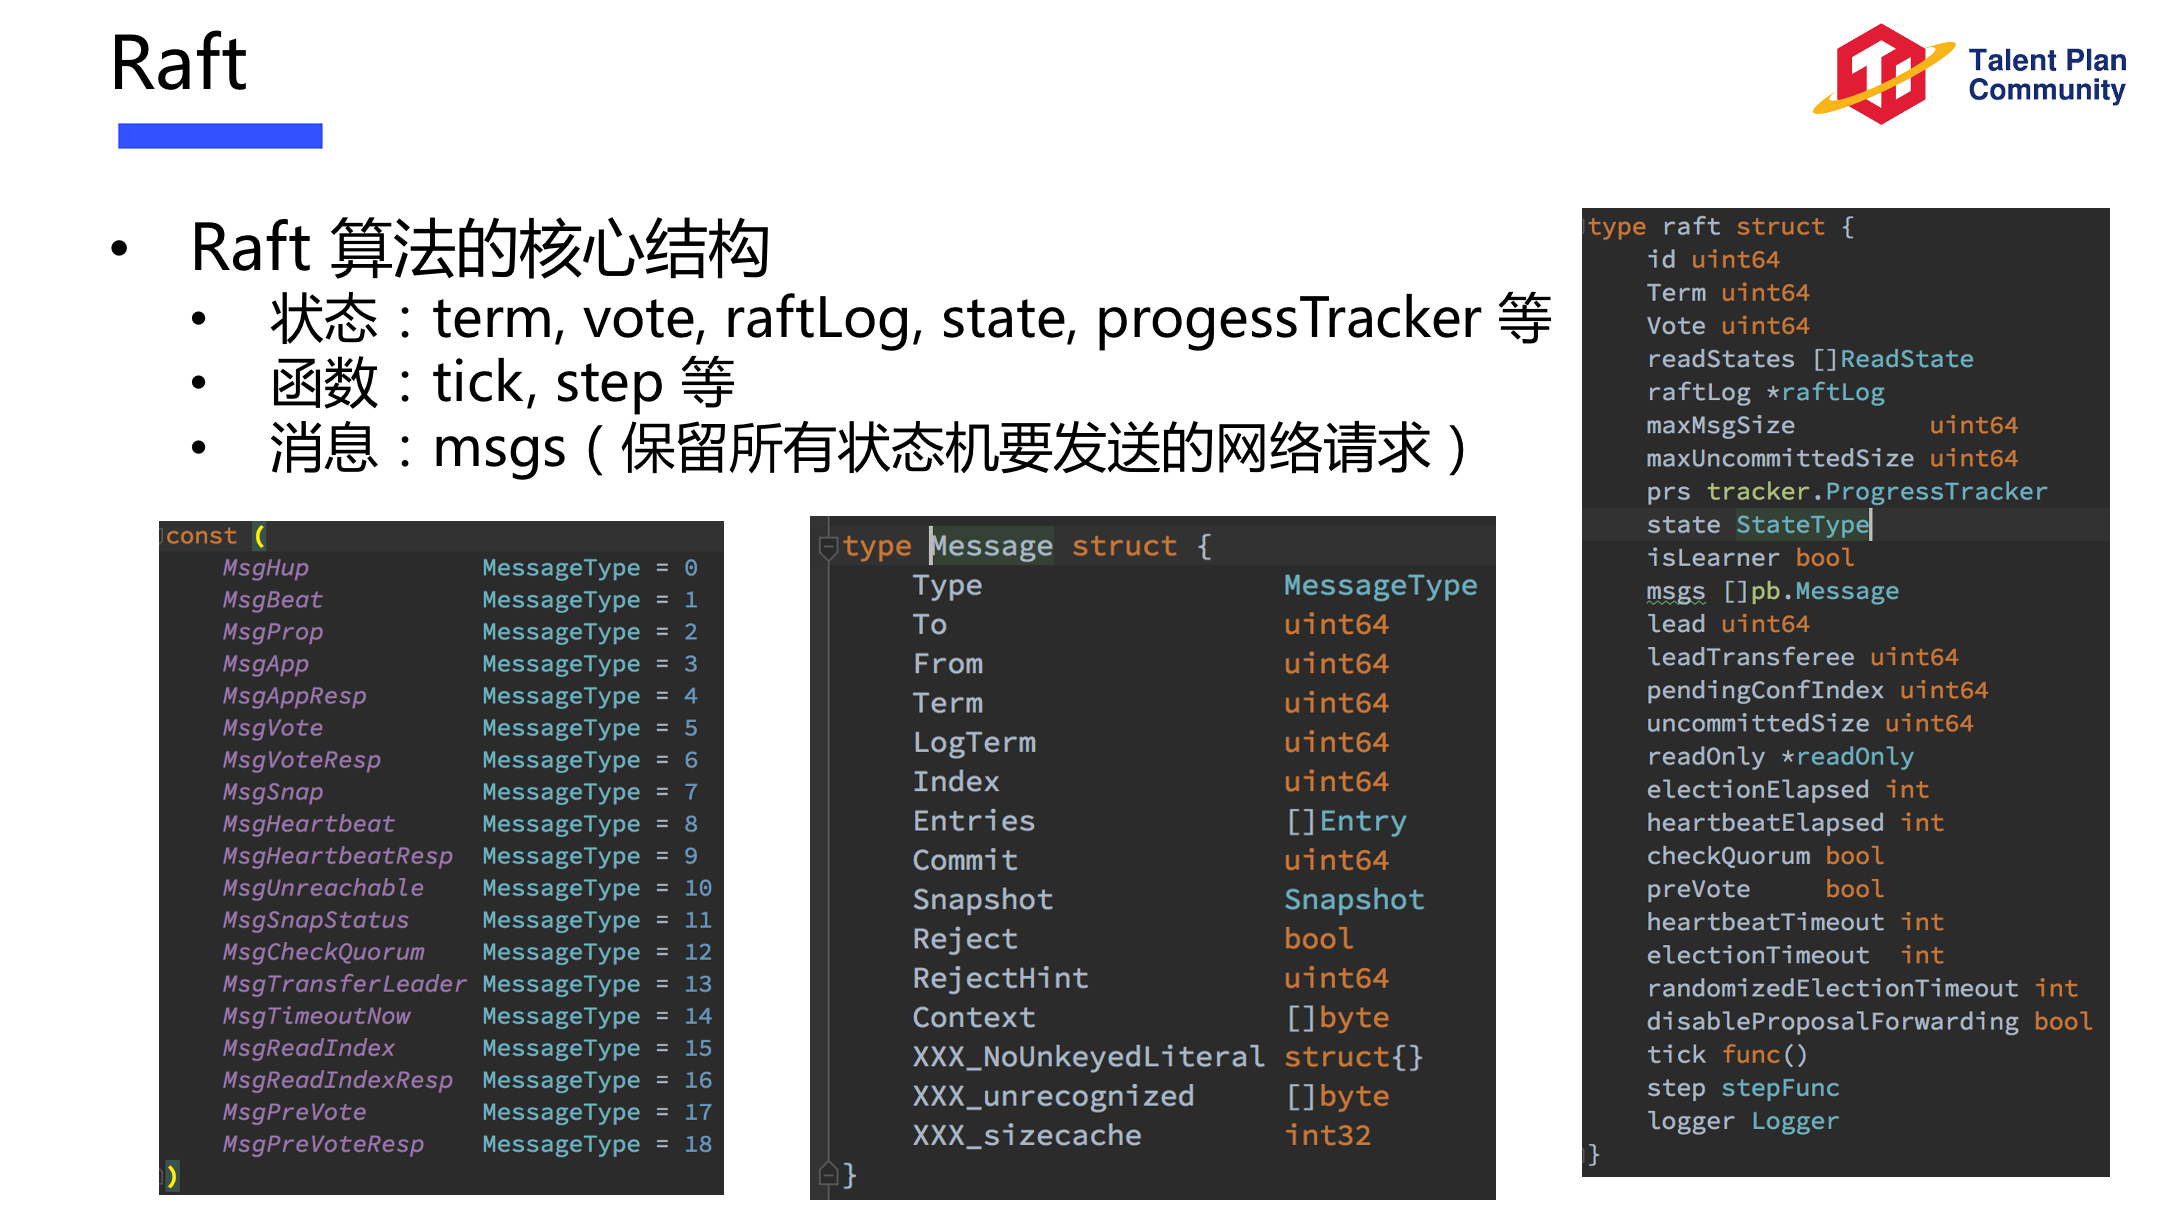 Raft
Talent Plan
Community
• Raft 算法的核心结构
• 状态：term, vote, raftLog, state, progessTracker 等
• 函数：tick, step 等
• 消息：msgs（保留所有状态机要发送的网络请求）
const (
MsgHup MessageType = 0
MsgBeat MessageType = 1
MsgProp MessageType = 2
MsgApp MessageType = 3
MsgAppResp MessageType = 4
MsgVote MessageType = 5
MsgVoteResp MessageType = 6
MsgSnap MessageType = 7
MsgHeartbeat MessageType = 8
MsgHeartbeatResp MessageType = 9
MsgUnreachable MessageType = 10
MsgSnapStatus MessageType = 11
MsgCheckQuorum MessageType = 12
MsgTransferLeader MessageType = 13
MsgTimeoutNow MessageType = 14
MsgReadIndex MessageType = 15
MsgReadIndexResp MessageType = 16
MsgPreVote MessageType = 17
MsgPreVoteResp MessageType = 18
)
type Message struct {
Type MessageType
To uint64
From uint64
Term uint64
LogTerm uint64
Index uint64
Entries []Entry
Commit uint64
Snapshot Snapshot
Reject bool
RejectHint uint64
Context []byte
XXX_NoUnkeyedLiteral struct{}
XXX_unrecognized []byte
XXX_sizecache int32
}
type raft struct {
id uint64
Term uint64
Vote uint64
readStates []ReadState
raftLog *raftLog
maxMsgSize uint64
maxUncommittedSize uint64
prs tracker.ProgressTracker
state StateType
isLearner bool
msgs []pb.Message
lead uint64
leadTransferee uint64
pendingConfIndex uint64
uncommittedSize uint64
readOnly *readOnly
electionElapsed int
heartbeatElapsed int
checkQuorum bool
preVote bool
heartbeatTimeout int
electionTimeout int
randomizedElectionTimeout int
disableProposalForwarding bool
tick func()
step stepFunc
logger Logger
}